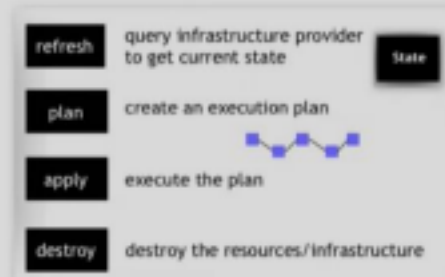 refresh
query infrastructure provider
to get current state
State
plan
create an execution plan
apply
execute the plan
destroy
destroy the resources/infrastructure